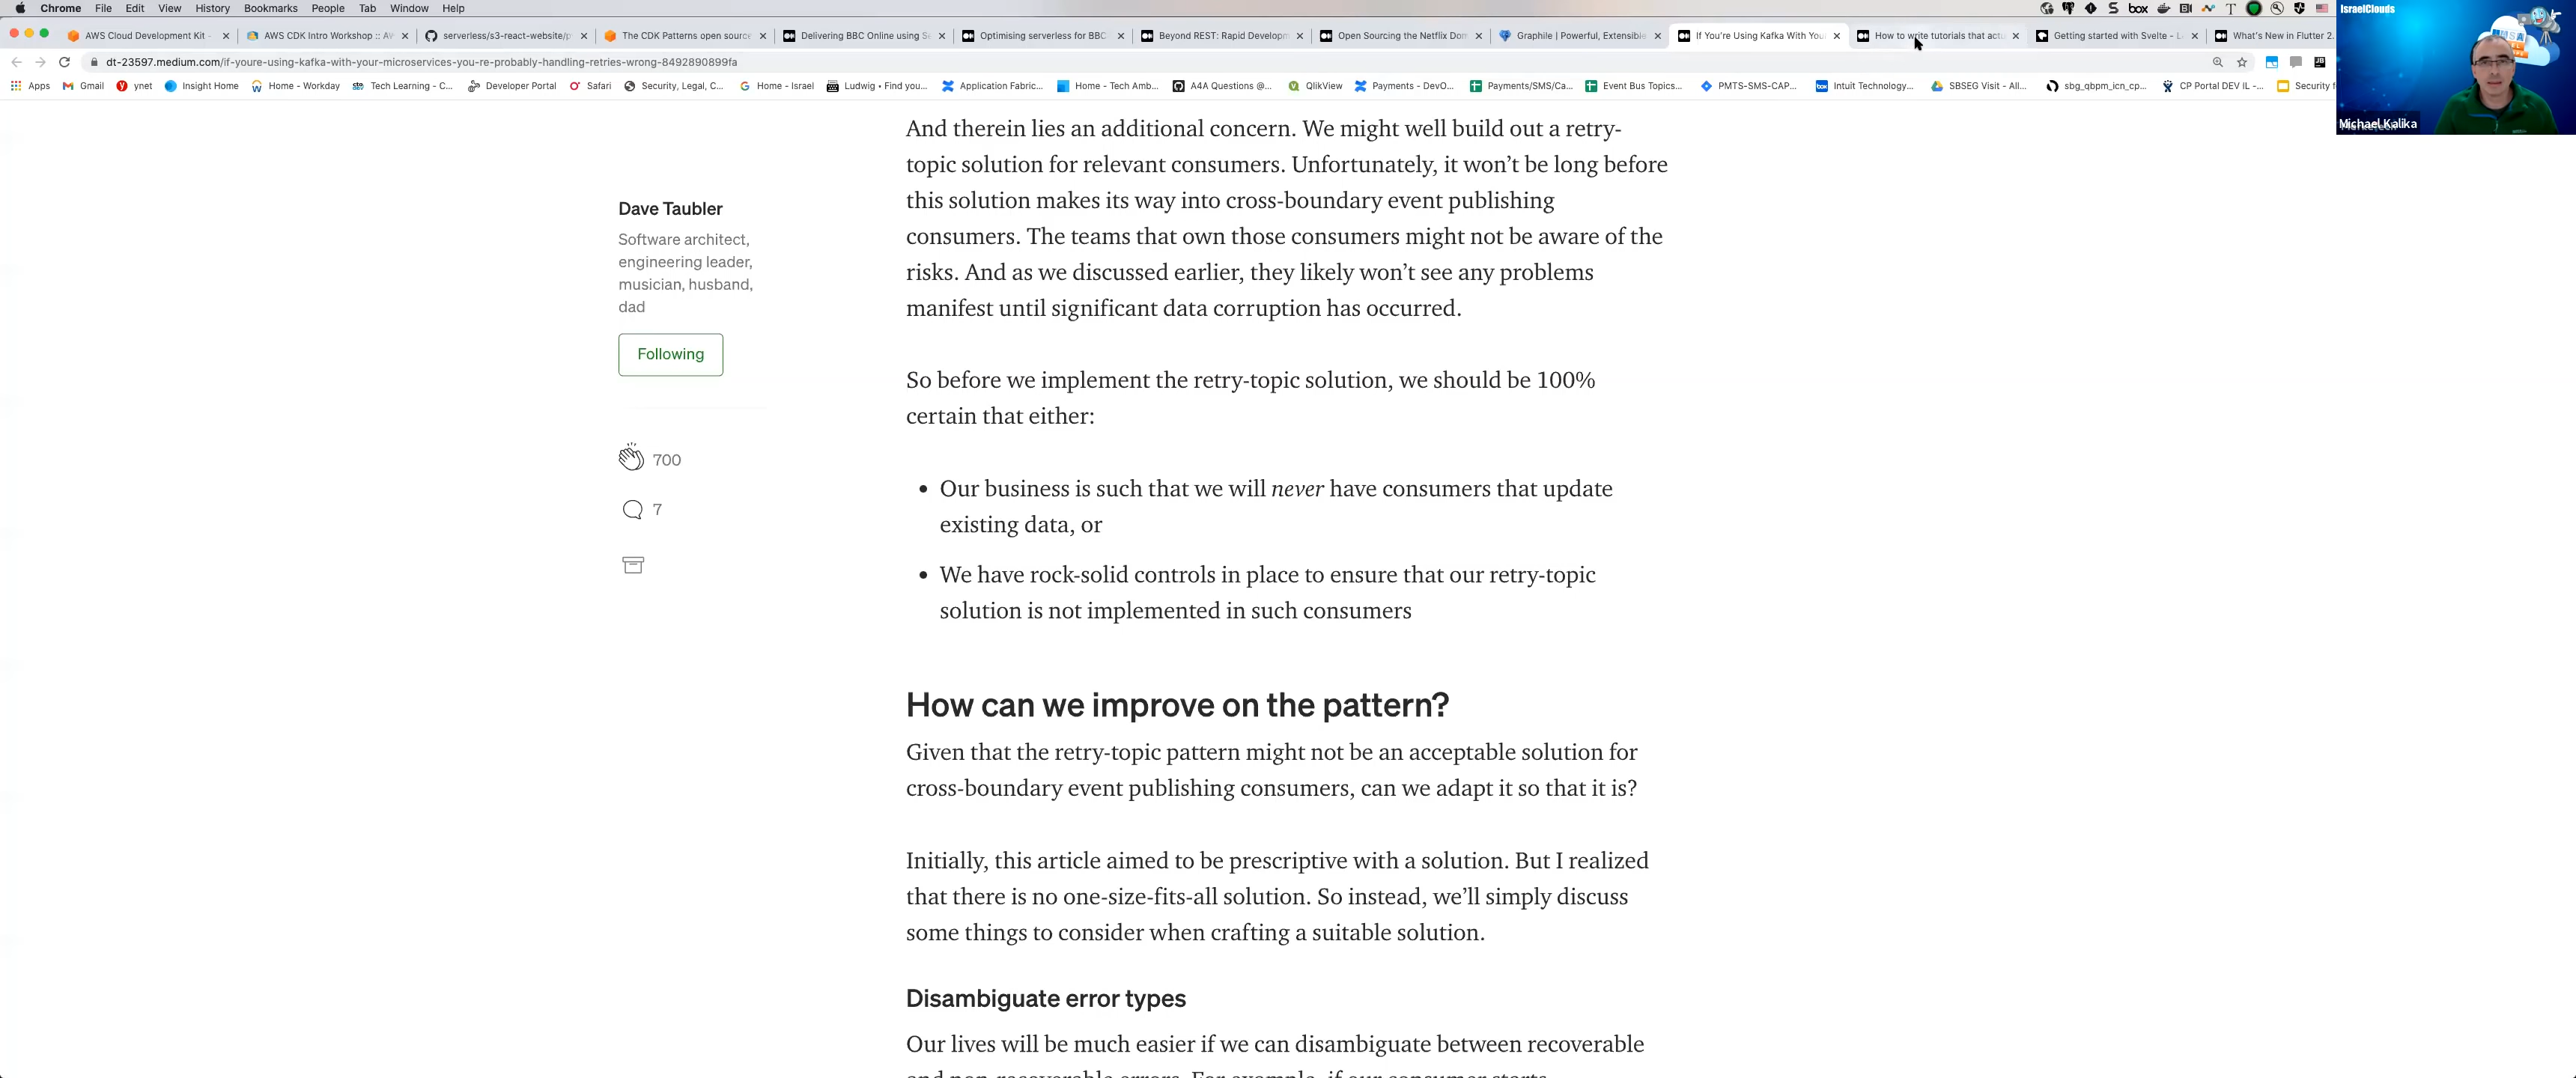 Chrome File Edit View History Bookmarks People Tab Window Help
box
IsraelClouds
AWS Cloud Development Kit -
AWS CDK Intro Workshop :: AW
serverless/s3-react-website/p
The CDK Patterns open source
Delivering BBC Online using Se
Optimising serverless for BBC
Beyond REST: Rapid Developm
Open Sourcing the Netflix Dom
Graphile | Powerful, Extensible
If You're Using Kafka With You
How to write tutorials that actu
Getting started with Svelte - L
What's New in Flutter 2.
dt-23597.medium.com/if-youre-using-kafka-with-your-microservices-you-re-probably-handling-retries-wrong-8492890899fa
Apps Gmail ynet Insight Home Home - Workday Tech Learning - C... Developer Portal Safari Security, Legal, C... Home - Israel Ludwig • Find you... Application Fabric... Home - Tech Amb... A4A Questions @... QlikView Payments - DevO... Payments/SMS/Ca... Event Bus Topics... PMTS-SMS-CAP... Intuit Technology... SBSEG Visit - All... sbg_qbpm_icn_cp... CP Portal DEV IL -... Security f
Michael Kalika
And therein lies an additional concern. We might well build out a retry-
topic solution for relevant consumers. Unfortunately, it won’t be long before
this solution makes its way into cross-boundary event publishing
consumers. The teams that own those consumers might not be aware of the
risks. And as we discussed earlier, they likely won’t see any problems
manifest until significant data corruption has occurred.
Dave Taubler
Software architect,
engineering leader,
musician, husband,
dad
Following
700
7
So before we implement the retry-topic solution, we should be 100%
certain that either:
• Our business is such that we will never have consumers that update
existing data, or
• We have rock-solid controls in place to ensure that our retry-topic
solution is not implemented in such consumers
How can we improve on the pattern?
Given that the retry-topic pattern might not be an acceptable solution for
cross-boundary event publishing consumers, can we adapt it so that it is?
Initially, this article aimed to be prescriptive with a solution. But I realized
that there is no one-size-fits-all solution. So instead, we’ll simply discuss
some things to consider when crafting a suitable solution.
Disambiguate error types
Our lives will be much easier if we can disambiguate between recoverable